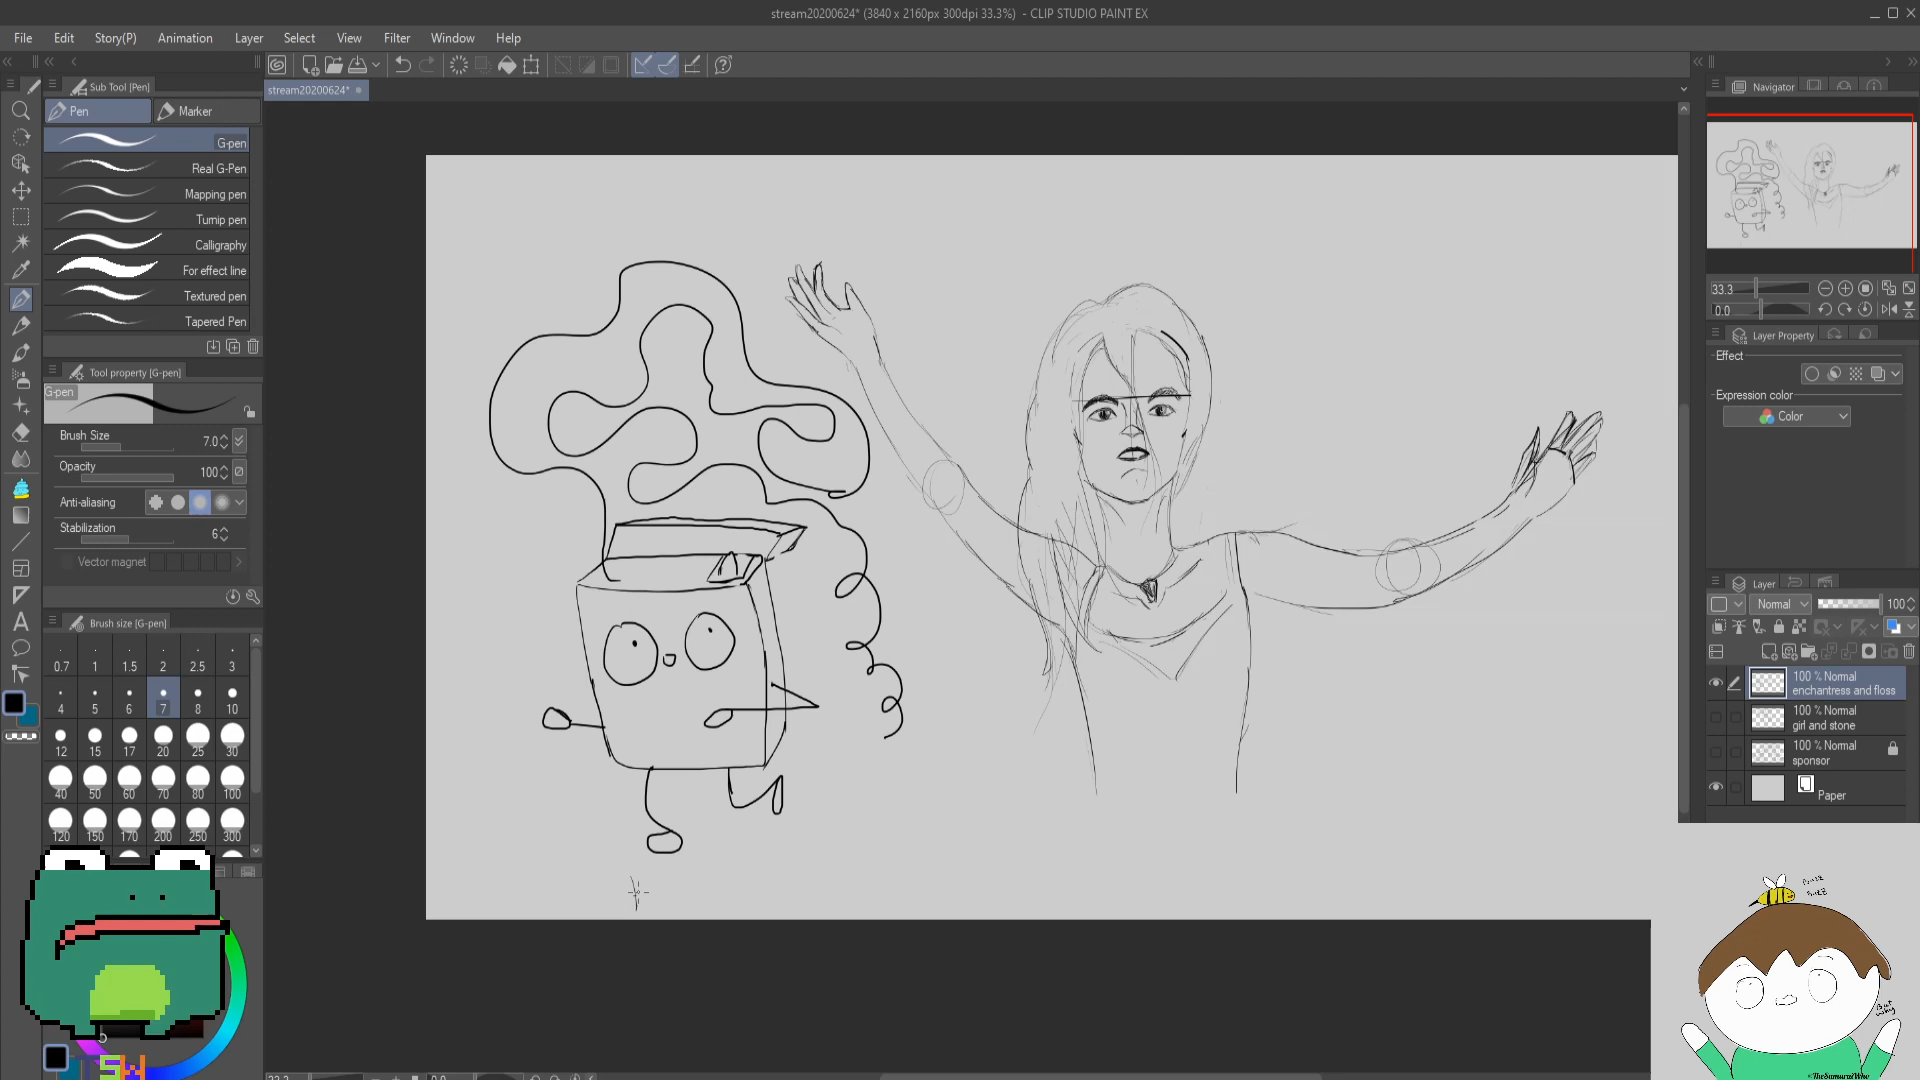 stream20200624* (3840 x 2160px 300dpi 33.3%) - CLIP STUDIO PAINT EX
File Edit Story(P) Animation Layer Select View Filter Window Help
Sub Tool [Pen]
stream20200624*
Navigator
Pen Marker
G-pen
Real G-Pen
Mapping pen
Turnip pen
Calligraphy
For effect line
Textured pen
Tapered Pen
33.3
0.0
Layer Property
Effect
Expression color
Color
Tool property [G-pen]
G-pen
Brush Size 7.0
Opacity 100
Anti-aliasing
Stabilization 6
Vector magnet
Layer
Normal 100
Brush size [G-pen]
0.7 1 1.5 2 2.5 3
4 5 6 7 8 10
12 15 17 20 25 30
40 50 60 70 80 100
120 150 170 200 250 300
100 % Normal
enchantress and floss
100 % Normal
girl and stone
100 % Normal
sponsor
Paper
Buzz
Buzz
But
why
SW
©TheSamuraiWho